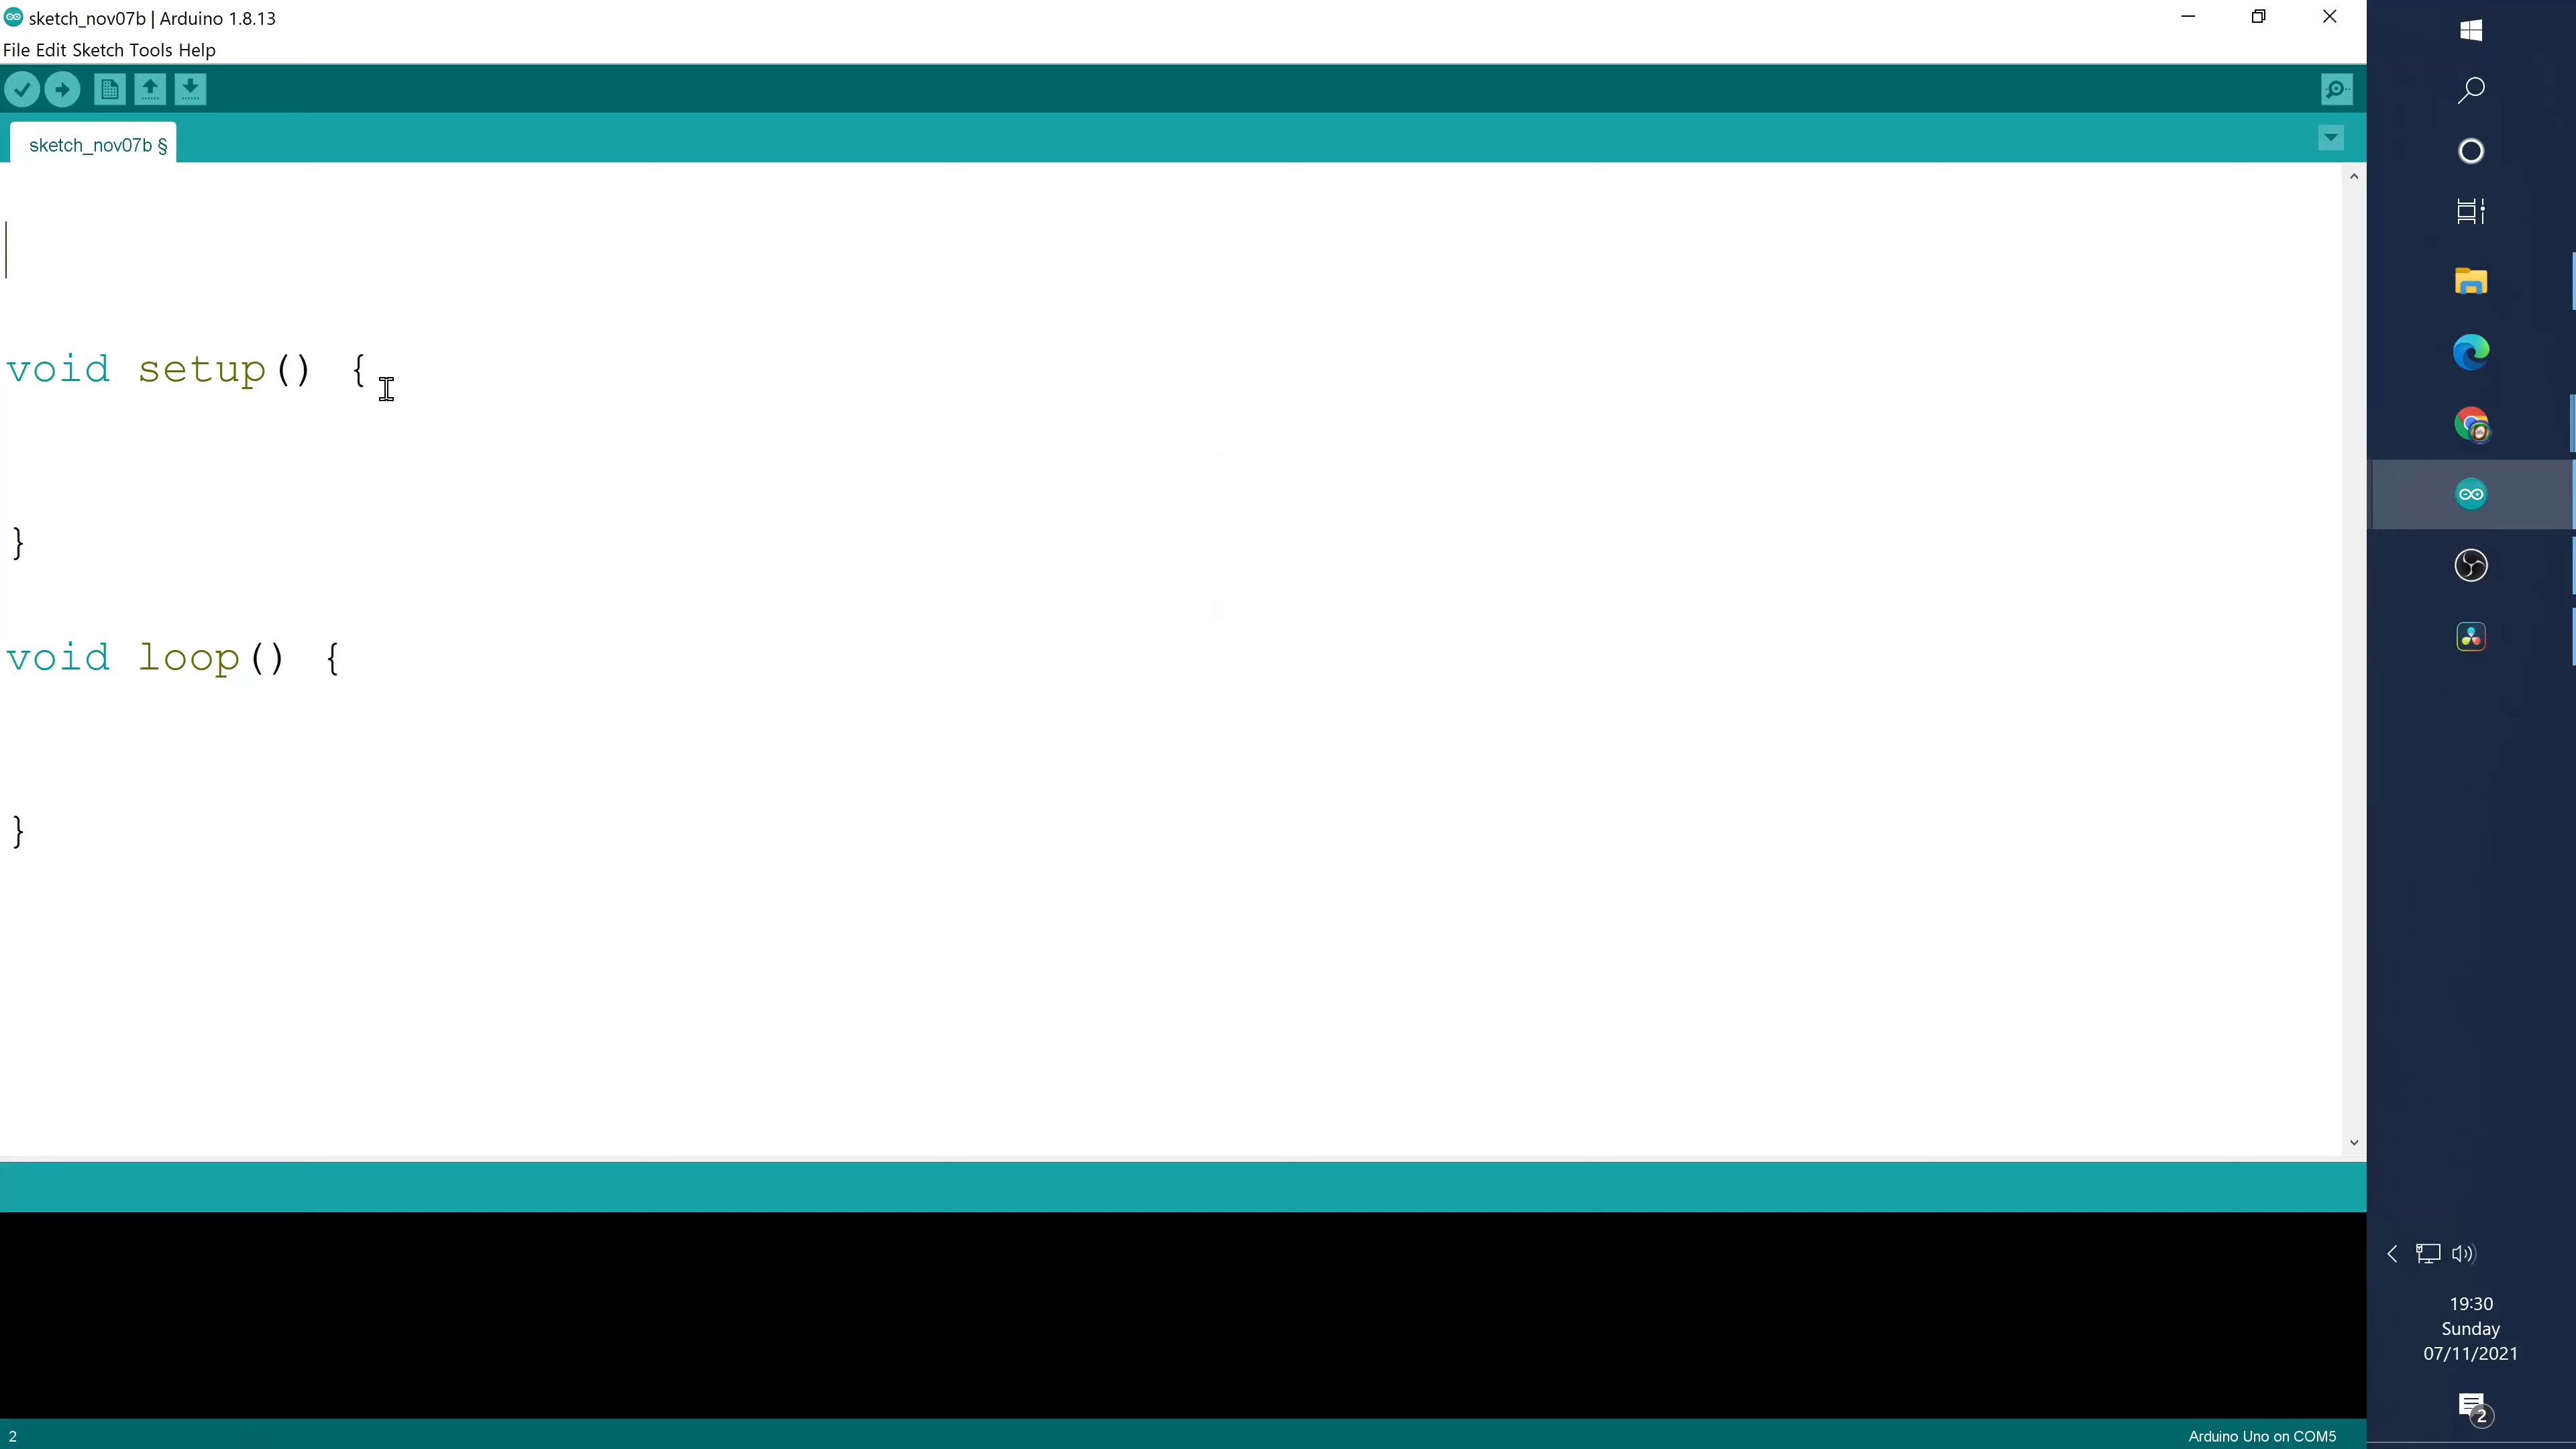 sketch_nov07b | Arduino 1.8.13
File Edit Sketch Tools Help
sketch_nov07b §
void setup() {
}
void loop() {
}
19:30
Sunday
07/11/2021
2
2
Arduino Uno on COM5